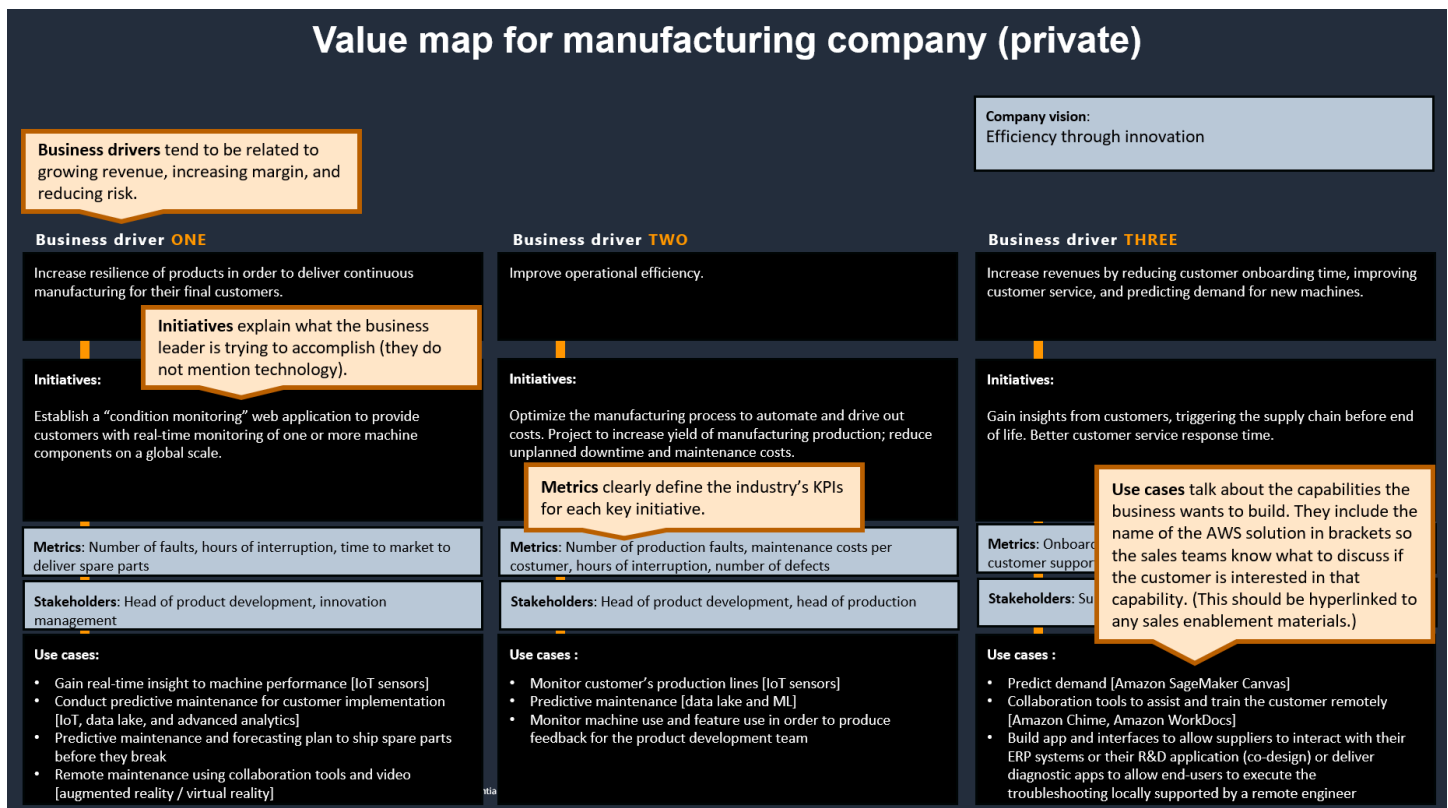 Value map for manufacturing company (private)
Company vision:
Efficiency through innovation
Business drivers tend to be related to
growing revenue, increasing margin, and
reducing risk.
Business driver ONE
Increase resilience of products in order to deliver continuous
manufacturing for their final customers.
Initiatives explain what the business
leader is trying to accomplish (they do
not mention technology).
Initiatives:
Establish a “condition monitoring” web application to provide
customers with real-time monitoring of one or more machine
components on a global scale.
Metrics: Number of faults, hours of interruption, time to market to
deliver spare parts
Stakeholders: Head of product development, innovation
management
Use cases:
• Gain real-time insight to machine performance [IoT sensors]
• Conduct predictive maintenance for customer implementation
[IoT, data lake, and advanced analytics]
• Predictive maintenance and forecasting plan to ship spare parts
before they break
• Remote maintenance using collaboration tools and video
[augmented reality / virtual reality]
Business driver TWO
Improve operational efficiency.
Initiatives:
Optimize the manufacturing process to automate and drive out
costs. Project to increase yield of manufacturing production; reduce
unplanned downtime and maintenance costs.
Metrics clearly define the industry’s KPIs
for each key initiative.
Metrics: Number of production faults, maintenance costs per
costumer, hours of interruption, number of defects
Stakeholders: Head of product development, head of production
Use cases :
• Monitor customer’s production lines [IoT sensors]
• Predictive maintenance [data lake and ML]
• Monitor machine use and feature use in order to produce
feedback for the product development team
Business driver THREE
Increase revenues by reducing customer onboarding time, improving
customer service, and predicting demand for new machines.
Initiatives:
Gain insights from customers, triggering the supply chain before end
of life. Better customer service response time.
Use cases talk about the capabilities the
business wants to build. They include the
name of the AWS solution in brackets so
the sales teams know what to discuss if
the customer is interested in that
capability. (This should be hyperlinked to
any sales enablement materials.)
Metrics:
customer
Stakeholders:
Use cases :
• Predict demand [Amazon SageMaker Canvas]
• Collaboration tools to assist and train the customer remotely
[Amazon Chime, Amazon WorkDocs]
• Build app and interfaces to allow suppliers to interact with their
ERP systems or their R&D application (co-design) or deliver
diagnostic apps to allow end-users to execute the
troubleshooting locally supported by a remote engineer